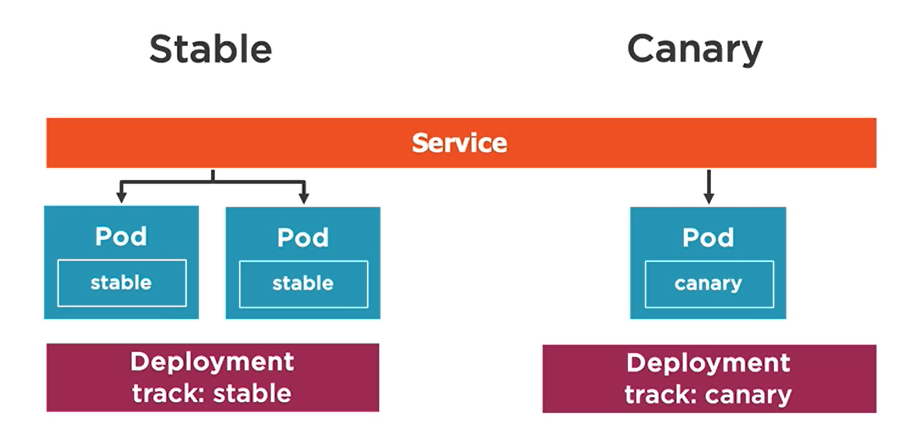 Stable
Canary
Service
Pod
stable
Pod
stable
Pod
canary
Deployment
track: stable
Deployment
track: canary